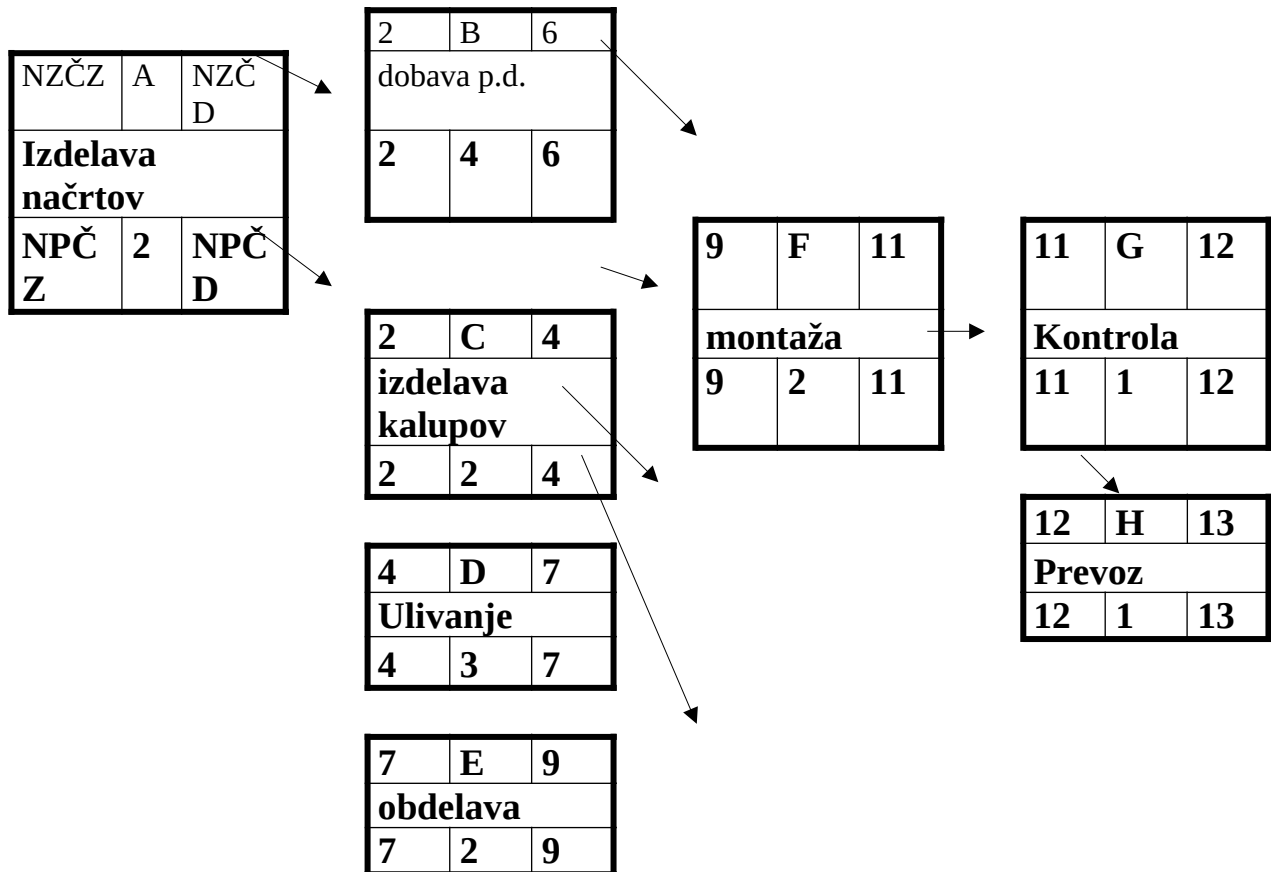 NZČZ A NZČ
D
Izdelava
načrtov
NPČ 2 NPČ
Z D
2 B 6
dobava p.d.
2 4 6
2 C 4
izdelava
kalupov
2 2 4
4 D 7
Ulivanje
4 3 7
7 E 9
obdelava
7 2 9
9 F 11
montaža
9 2 11
11 G 12
Kontrola
11 1 12
12 H 13
Prevoz
12 1 13